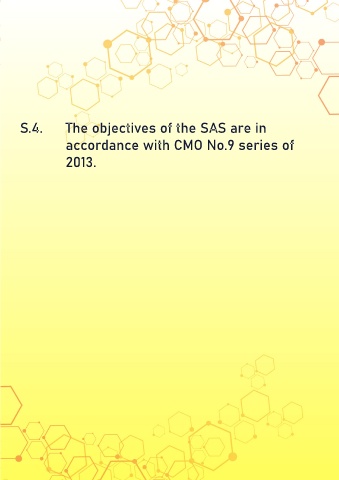 S.4. The objectives of the SAS are in
accordance with CMO No.9 series of
2013.